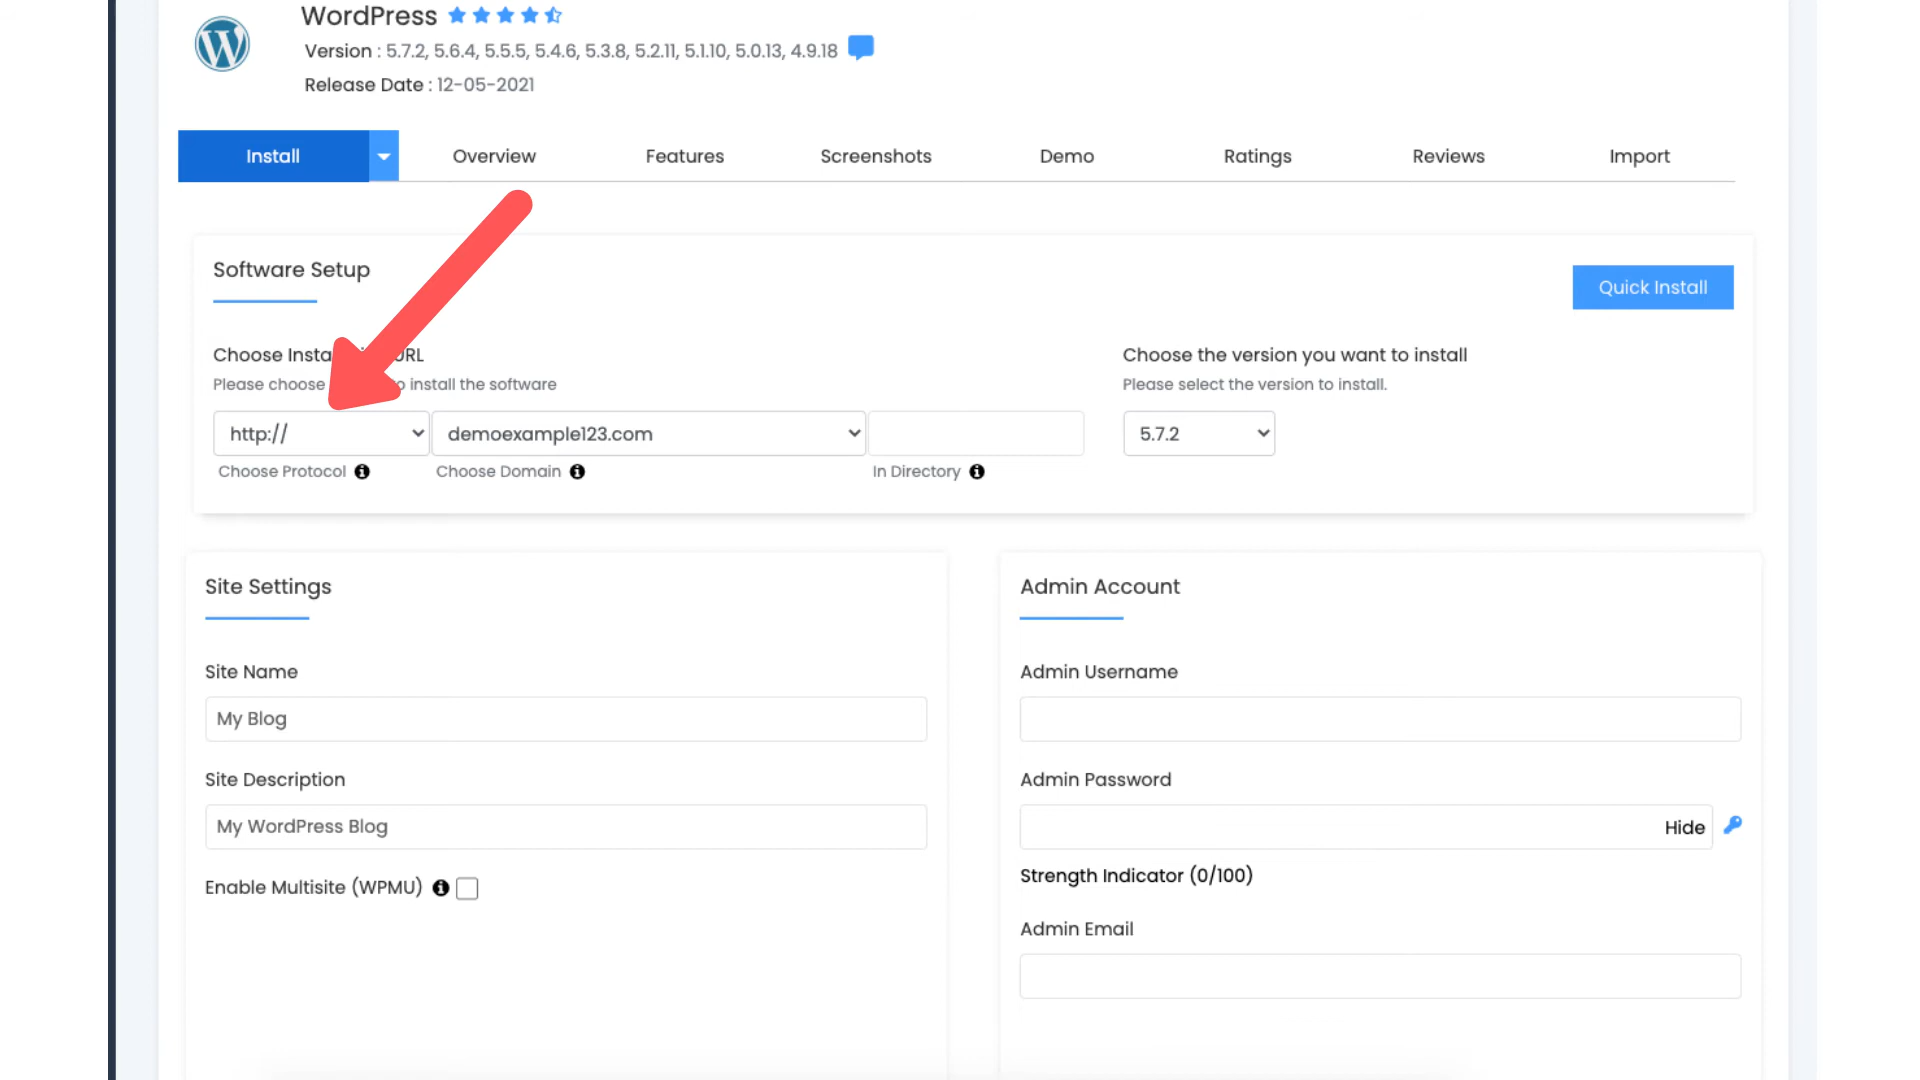 WordPress
Version : 5.7.2, 5.6.4, 5.5.5, 5.4.6, 5.3.8, 5.2.11, 5.1.10, 5.0.13, 4.9.18
Release Date : 12-05-2021
Install Overview Features Screenshots Demo Ratings Reviews Import
Software Setup
Quick Install
Choose URL
Please choose install the software
http:// demoexample123.com
Choose Protocol Choose Domain In Directory
Choose the version you want to install
Please select the version to install.
5.7.2
Site Settings
Site Name
My Blog
Site Description
My WordPress Blog
Enable Multisite (WPMU)
Admin Account
Admin Username
Admin Password
Hide
Strength Indicator (0/100)
Admin Email